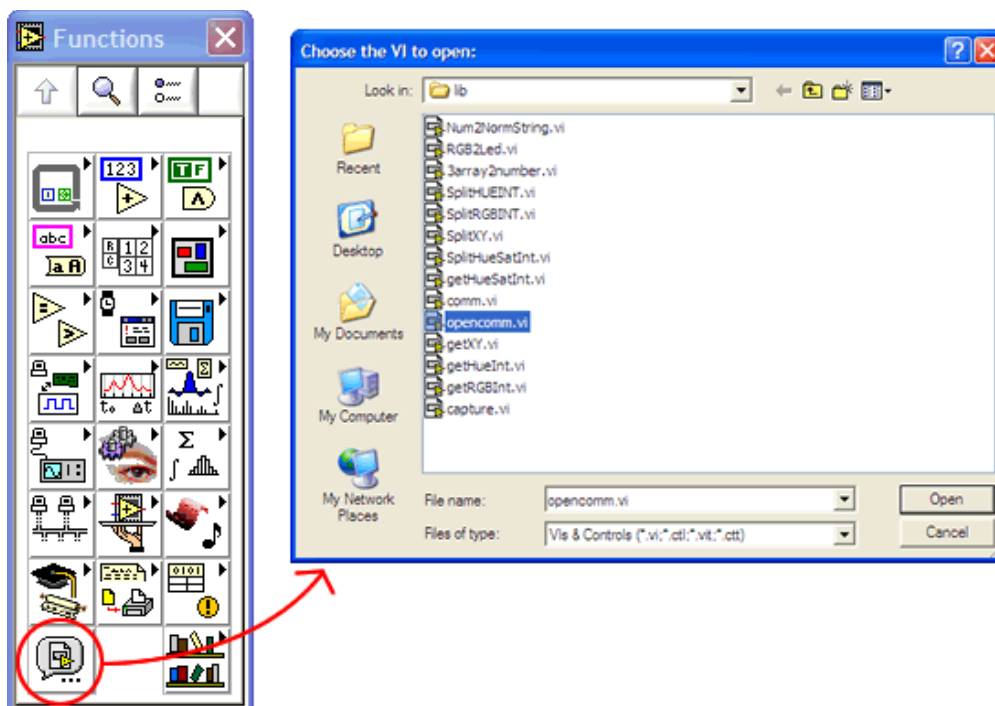 Functions
123
T F
abc
a A
R 1 2
C 3 4
t₀ Δt
Σ
Σ
∫
0101
...
Choose the VI to open:
Look in: lib
Recent
Desktop
My Documents
My Computer
My Network
Places
Num2NormString.vi
RGB2Led.vi
3array2number.vi
SplitHUEINT.vi
SplitRGBINT.vi
SplitXY.vi
SplitHueSatInt.vi
getHueSatInt.vi
comm.vi
opencomm.vi
getXY.vi
getHueInt.vi
getRGBInt.vi
capture.vi
File name: opencomm.vi Open
Files of type: VIs & Controls (*.vi;*.ctl;*.vit;*.ctt) Cancel